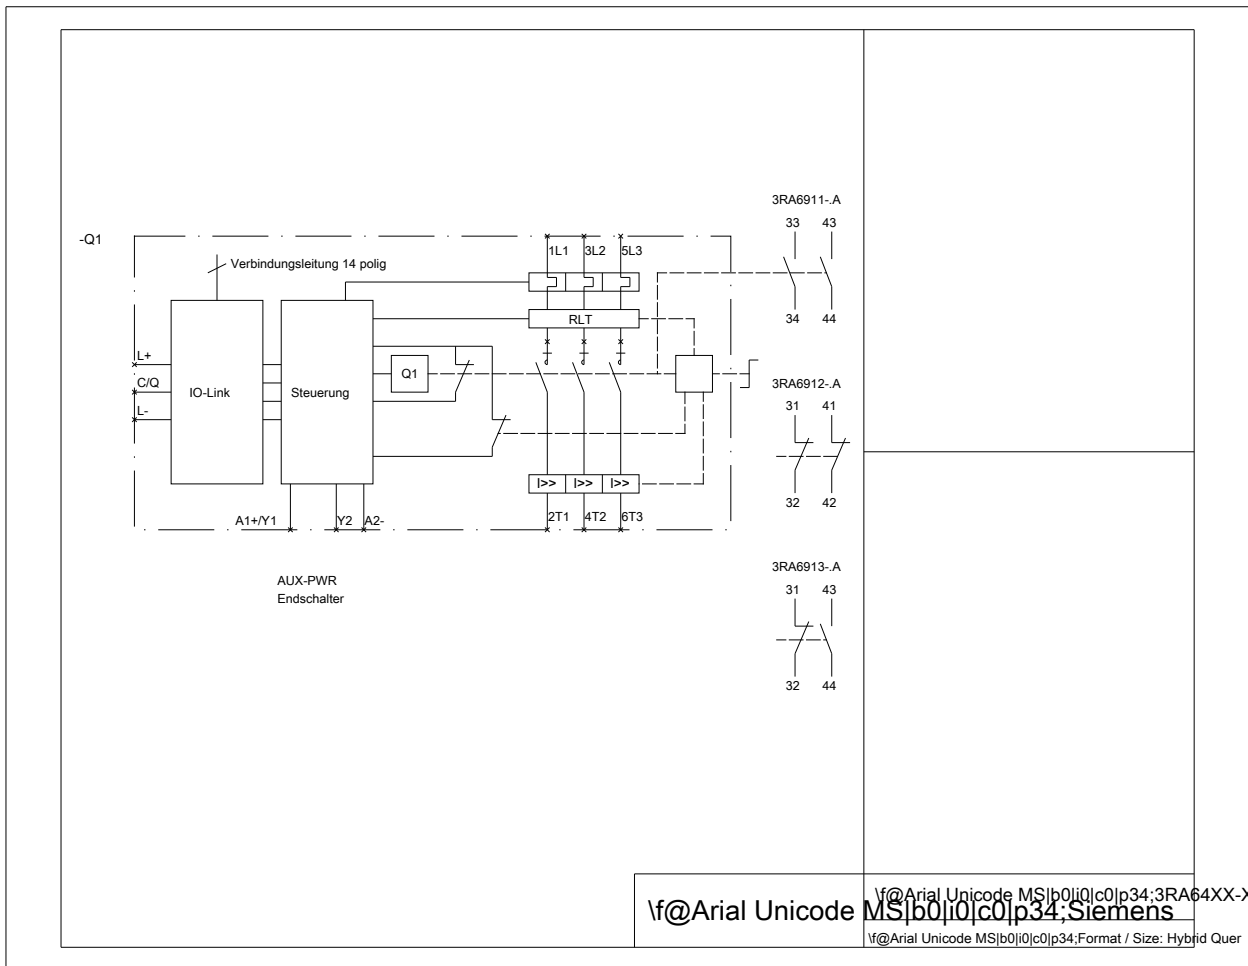 3RA6911-.A
33 43
-Q1
1L1 3L2 5L3
Verbindungsleitung 14 polig
34 44
RLT
L+
C/Q
L-
IO-Link
Steuerung
Q1
3RA6912-.A
31 41
I>> I>> I>>
32 42
A1+/Y1 Y2 A2-
2T1 4T2 6T3
AUX-PWR
Endschalter
3RA6913-.A
31 43
32 44
\f@Arial Unicode MS|b0|i0|c0|p34;3RA64XX-X
\f@Arial Unicode MS|b0|i0|c0|p34;Siemens
\f@Arial Unicode MS|b0|i0|c0|p34;Format / Size: Hybrid Quer